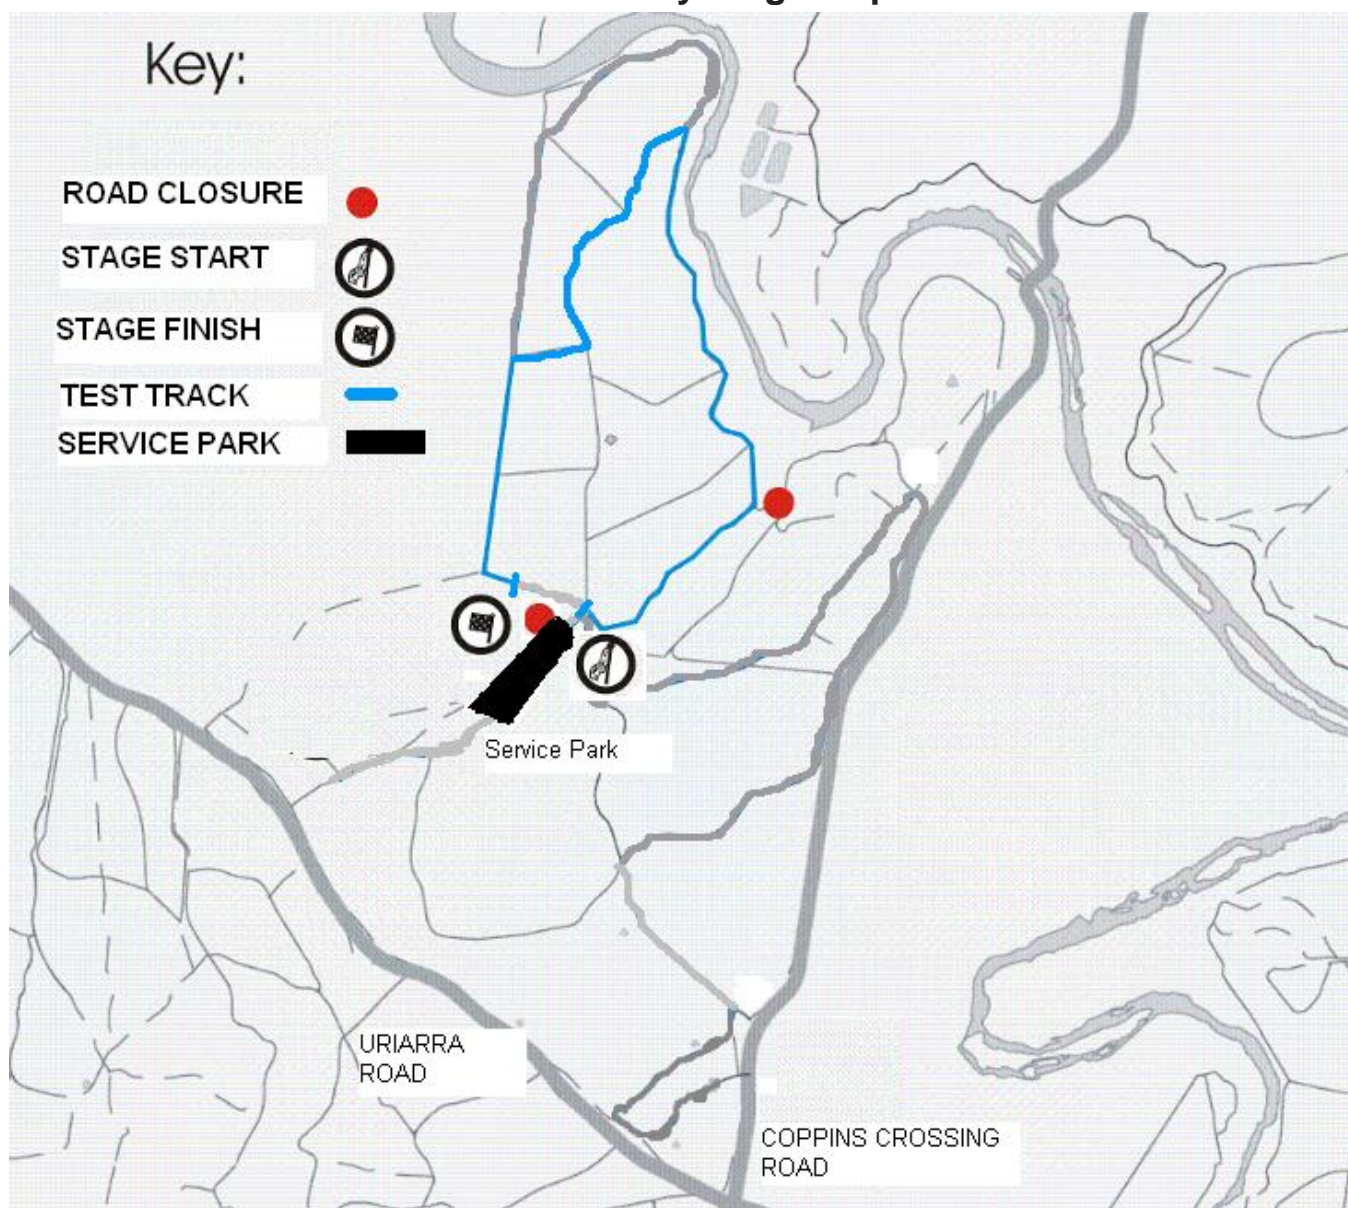 Key:
ROAD CLOSURE
STAGE START
STAGE FINISH
TEST TRACK
SERVICE PARK
Service Park
URIARRA
ROAD
COPPINS CROSSING
ROAD